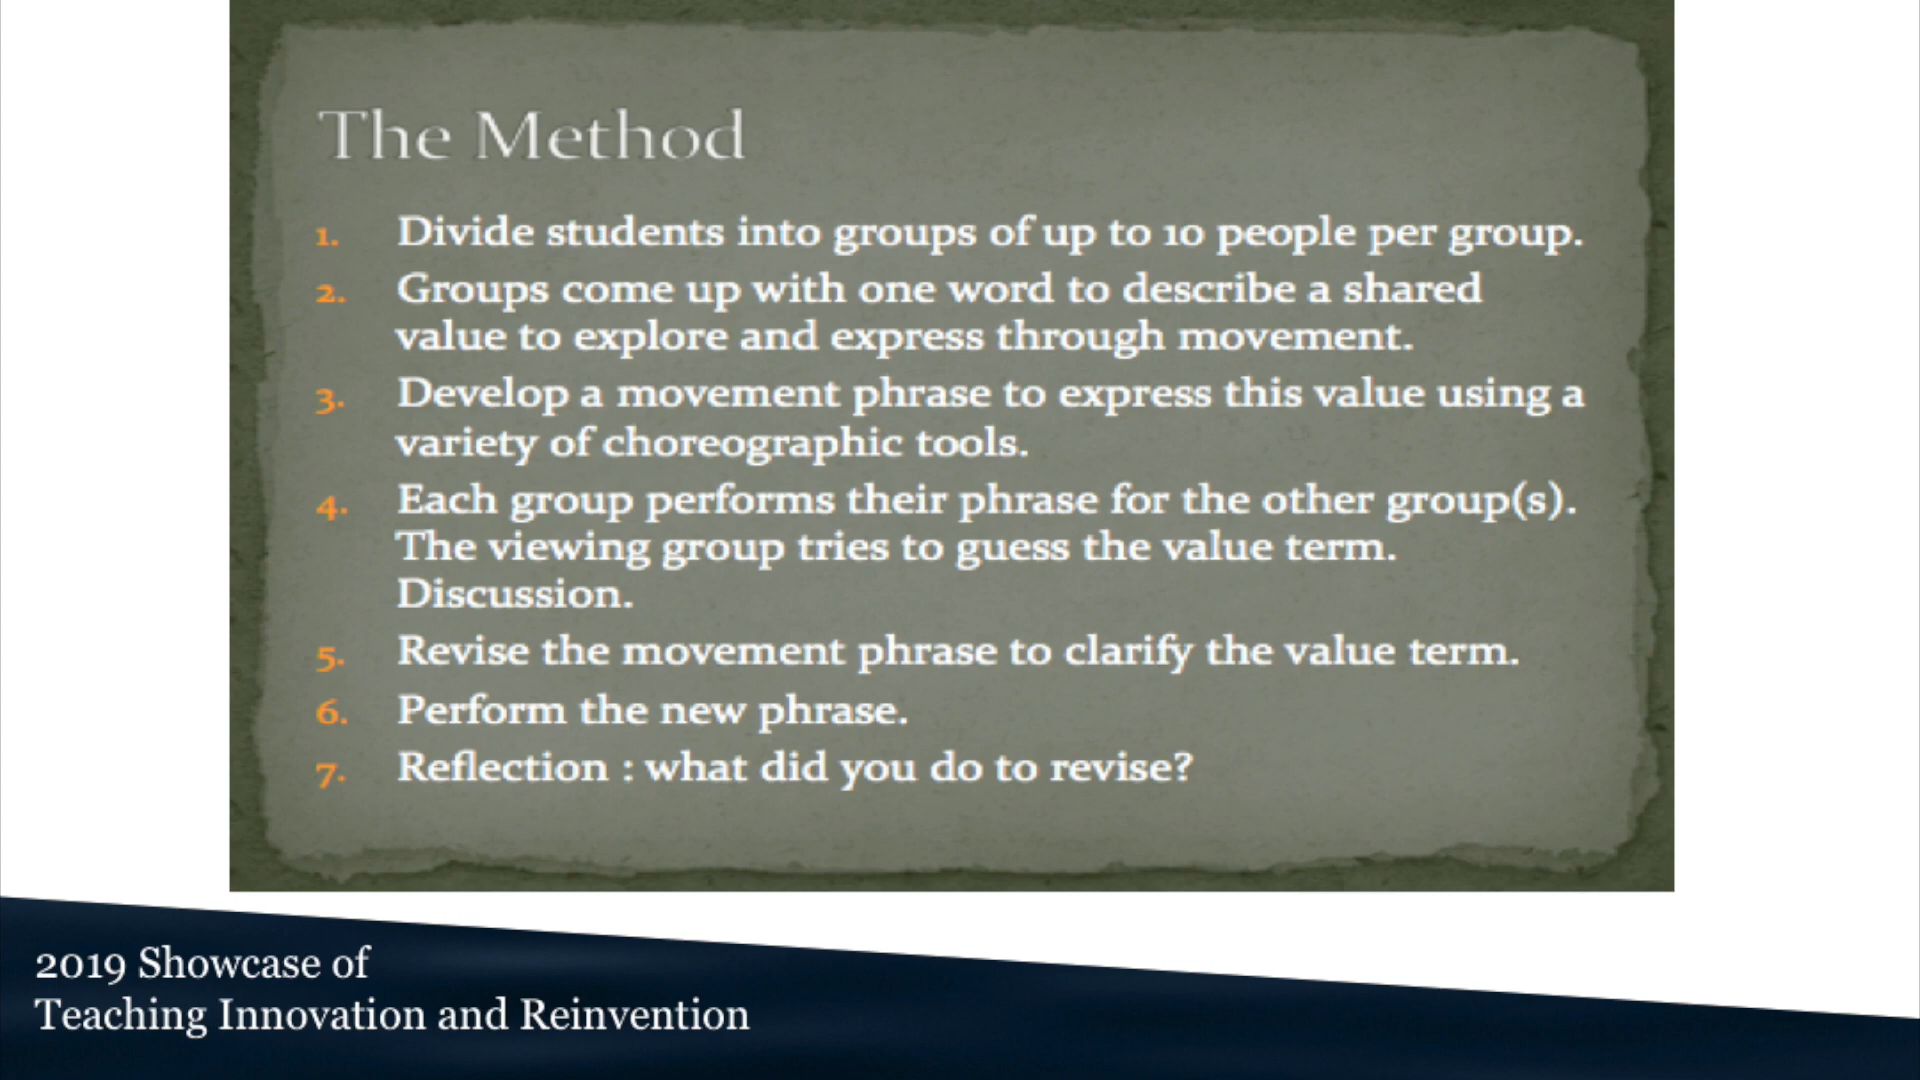 The Method
1. Divide students into groups of up to 10 people per group.
2. Groups come up with one word to describe a shared
value to explore and express through movement.
3. Develop a movement phrase to express this value using a
variety of choreographic tools.
4. Each group performs their phrase for the other group(s).
The viewing group tries to guess the value term.
Discussion.
5. Revise the movement phrase to clarify the value term.
6. Perform the new phrase.
7. Reflection : what did you do to revise?
2019 Showcase of
Teaching Innovation and Reinvention